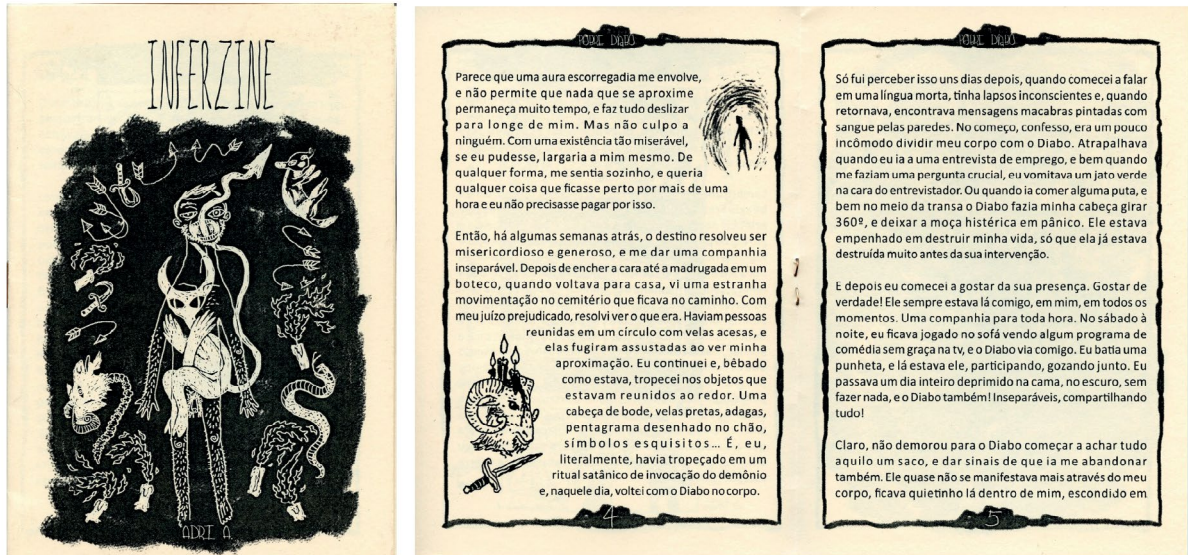 INFERZINE
ADRI A.
POBRE DIABO
Parece que uma aura escorregadia me envolve,
e não permite que nada que se aproxime
permaneça muito tempo, e faz tudo deslizar
para longe de mim. Mas não culpo a
ninguém. Com uma existência tão miserável,
se eu pudesse, largaria a mim mesmo. De
qualquer forma, me sentia sozinho, e queria
qualquer coisa que ficasse perto por mais de uma
hora e eu não precisasse pagar por isso.
Então, há algumas semanas atrás, o destino resolveu ser
misericordioso e generoso, e me dar uma companhia
inseparável. Depois de encher a cara até a madrugada em um
boteco, quando voltava para casa, vi uma estranha
movimentação no cemitério que ficava no caminho. Com
meu juízo prejudicado, resolvi ver o que era. Haviam pessoas
reunidas em um círculo com velas acesas, e
elas fugiram assustadas ao ver minha
aproximação. Eu continuei e, bêbado
como estava, tropecei nos objetos que
estavam reunidos ao redor. Uma
cabeça de bode, velas pretas, adagas,
pentagrama desenhado no chão,
símbolos esquisitos... É, eu,
literalmente, havia tropeçado em um
ritual satânico de invocação do demônio
e, naquele dia, voltei com o Diabo no corpo.
4
POBRE DIABO
Só fui perceber isso uns dias depois, quando comecei a falar
em uma língua morta, tinha lapsos inconscientes e, quando
retornava, encontrava mensagens macabras pintadas com
sangue pelas paredes. No começo, confesso, era um pouco
incômodo dividir meu corpo com o Diabo. Atrapalhava
quando eu ia a uma entrevista de emprego, e bem quando
me faziam uma pergunta crucial, eu vomitava um jato verde
na cara do entrevistador. Ou quando ia comer alguma puta, e
bem no meio da transa o Diabo fazia minha cabeça girar
360º, e deixar a moça histérica em pânico. Ele estava
empenhado em destruir minha vida, só que ela já estava
destruída muito antes da sua intervenção.
E depois eu comecei a gostar da sua presença. Gostar de
verdade! Ele sempre estava lá comigo, em mim, em todos os
momentos. Uma companhia para toda hora. No sábado à
noite, eu ficava jogado no sofá vendo algum programa de
comédia sem graça na tv, e o Diabo via comigo. Eu batia uma
punheta, e lá estava ele, participando, gozando junto. Eu
passava um dia inteiro deprimido na cama, no escuro, sem
fazer nada, e o Diabo também! Inseparáveis, compartilhando
tudo!
Claro, não demorou para o Diabo começar a achar tudo
aquilo um saco, e dar sinais de que ia me abandonar
também. Ele quase não se manifestava mais através do meu
corpo, ficava quietinho lá dentro de mim, escondido em
5